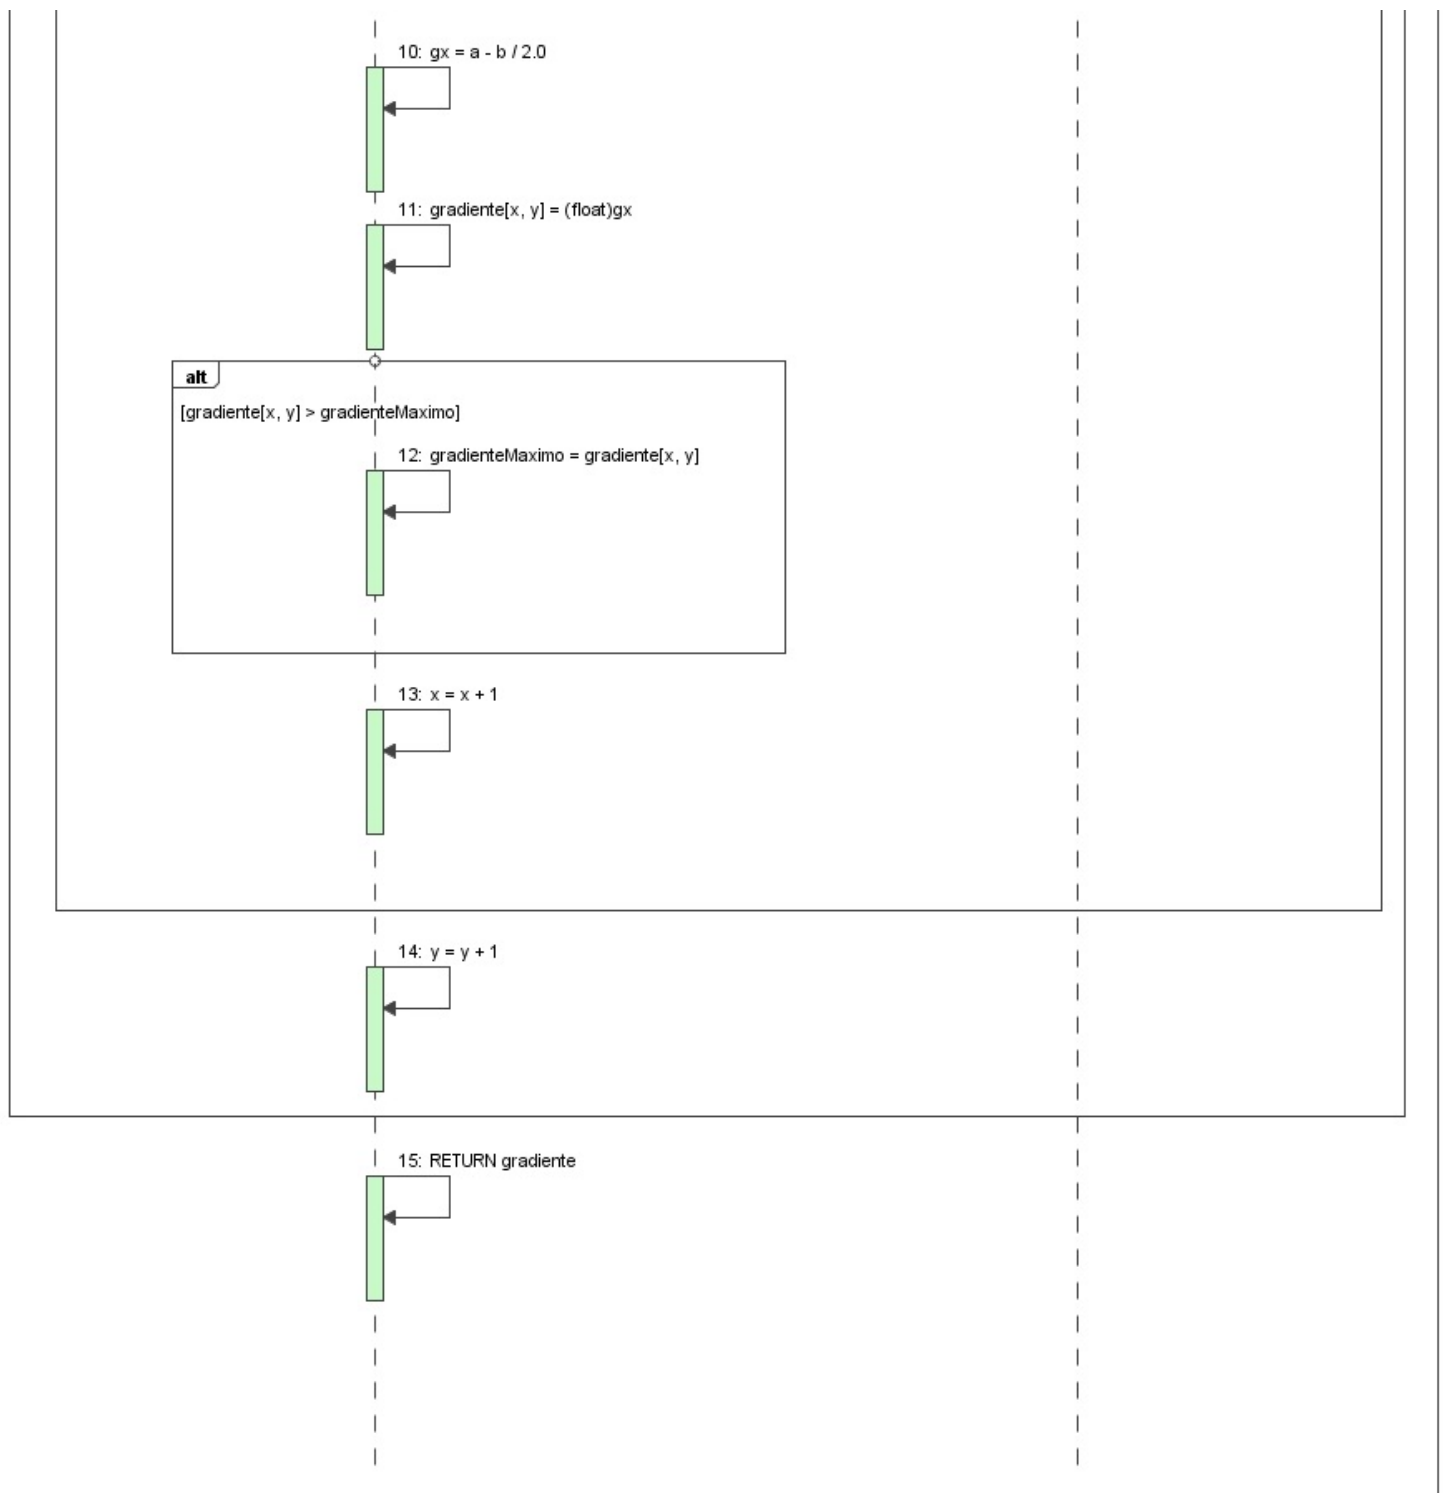 10: gx = a - b / 2.0
11: gradiente[x, y] = (float)gx
alt
[gradiente[x, y] > gradienteMaximo]
12: gradienteMaximo = gradiente[x, y]
13: x = x + 1
14: y = y + 1
15: RETURN gradiente